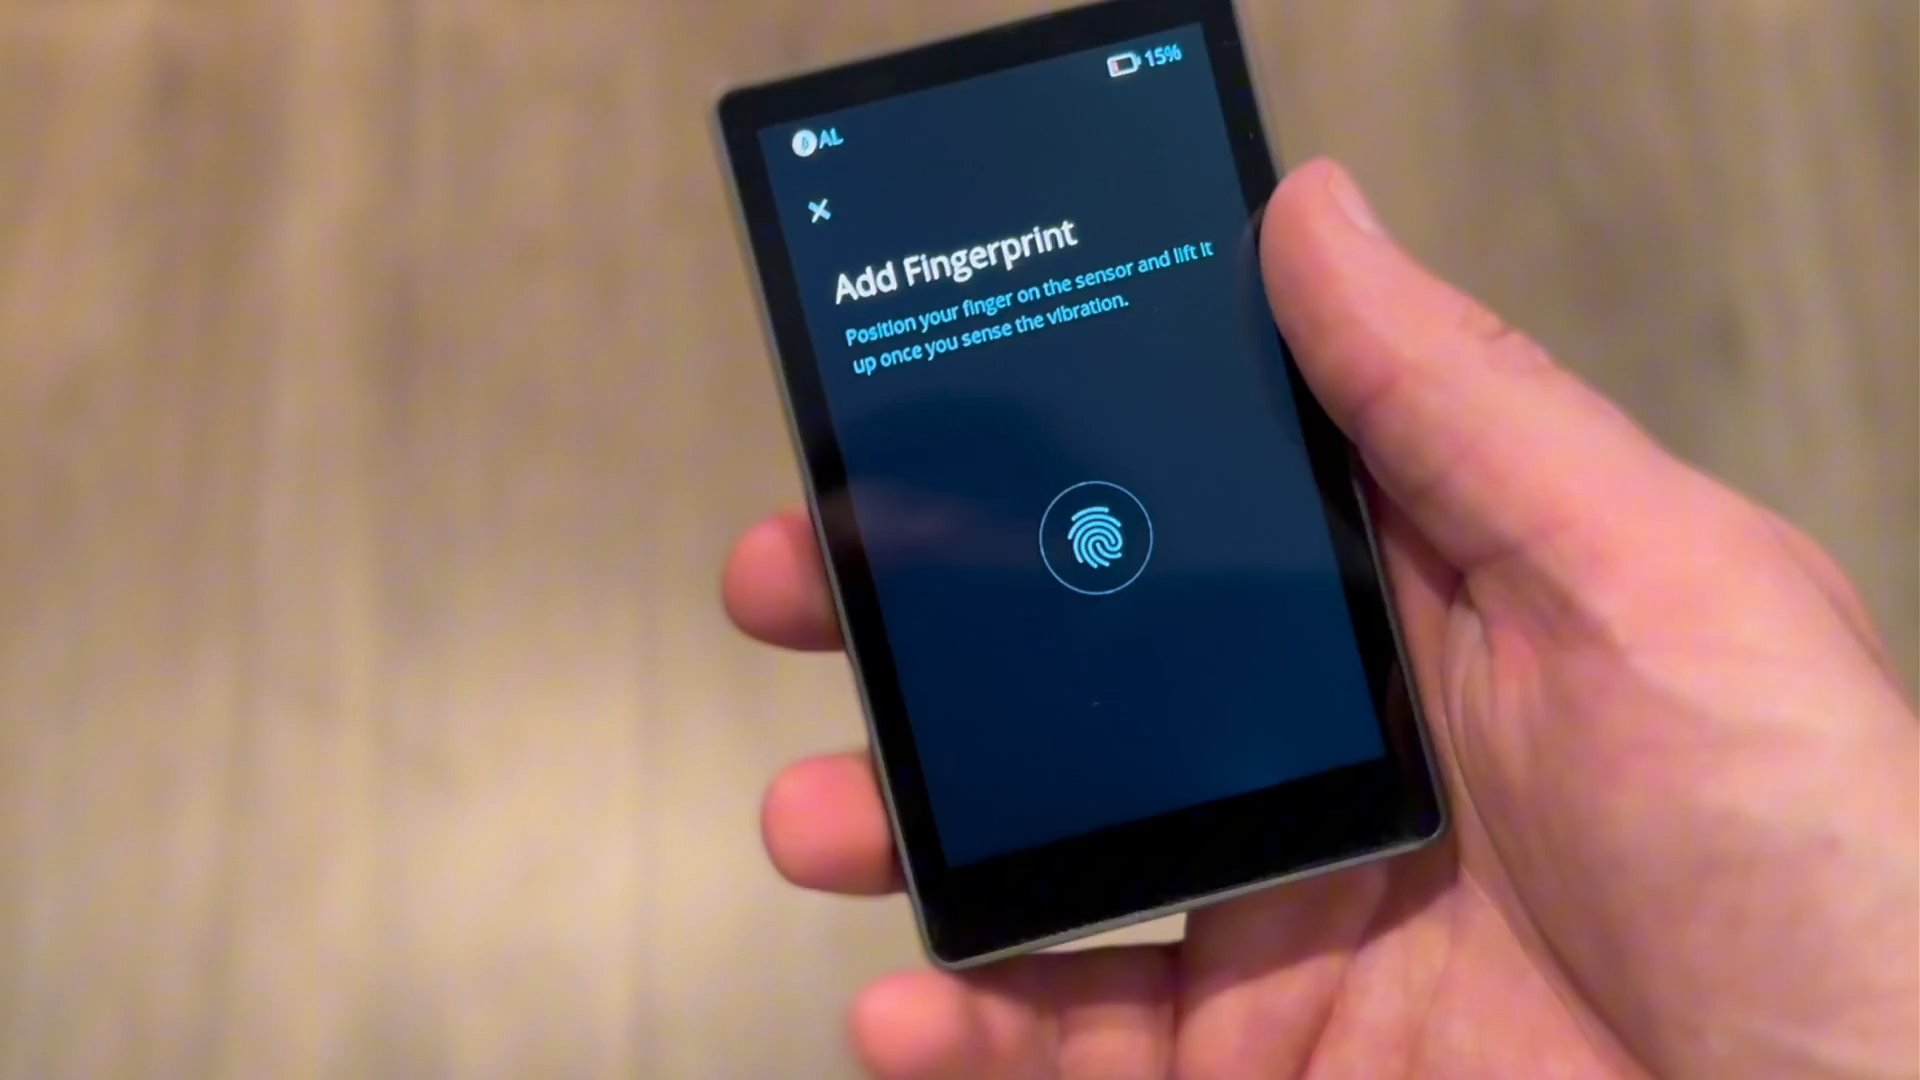 15%
AL
Add Fingerprint
Position your finger on the sensor and lift it
up once you sense the vibration.